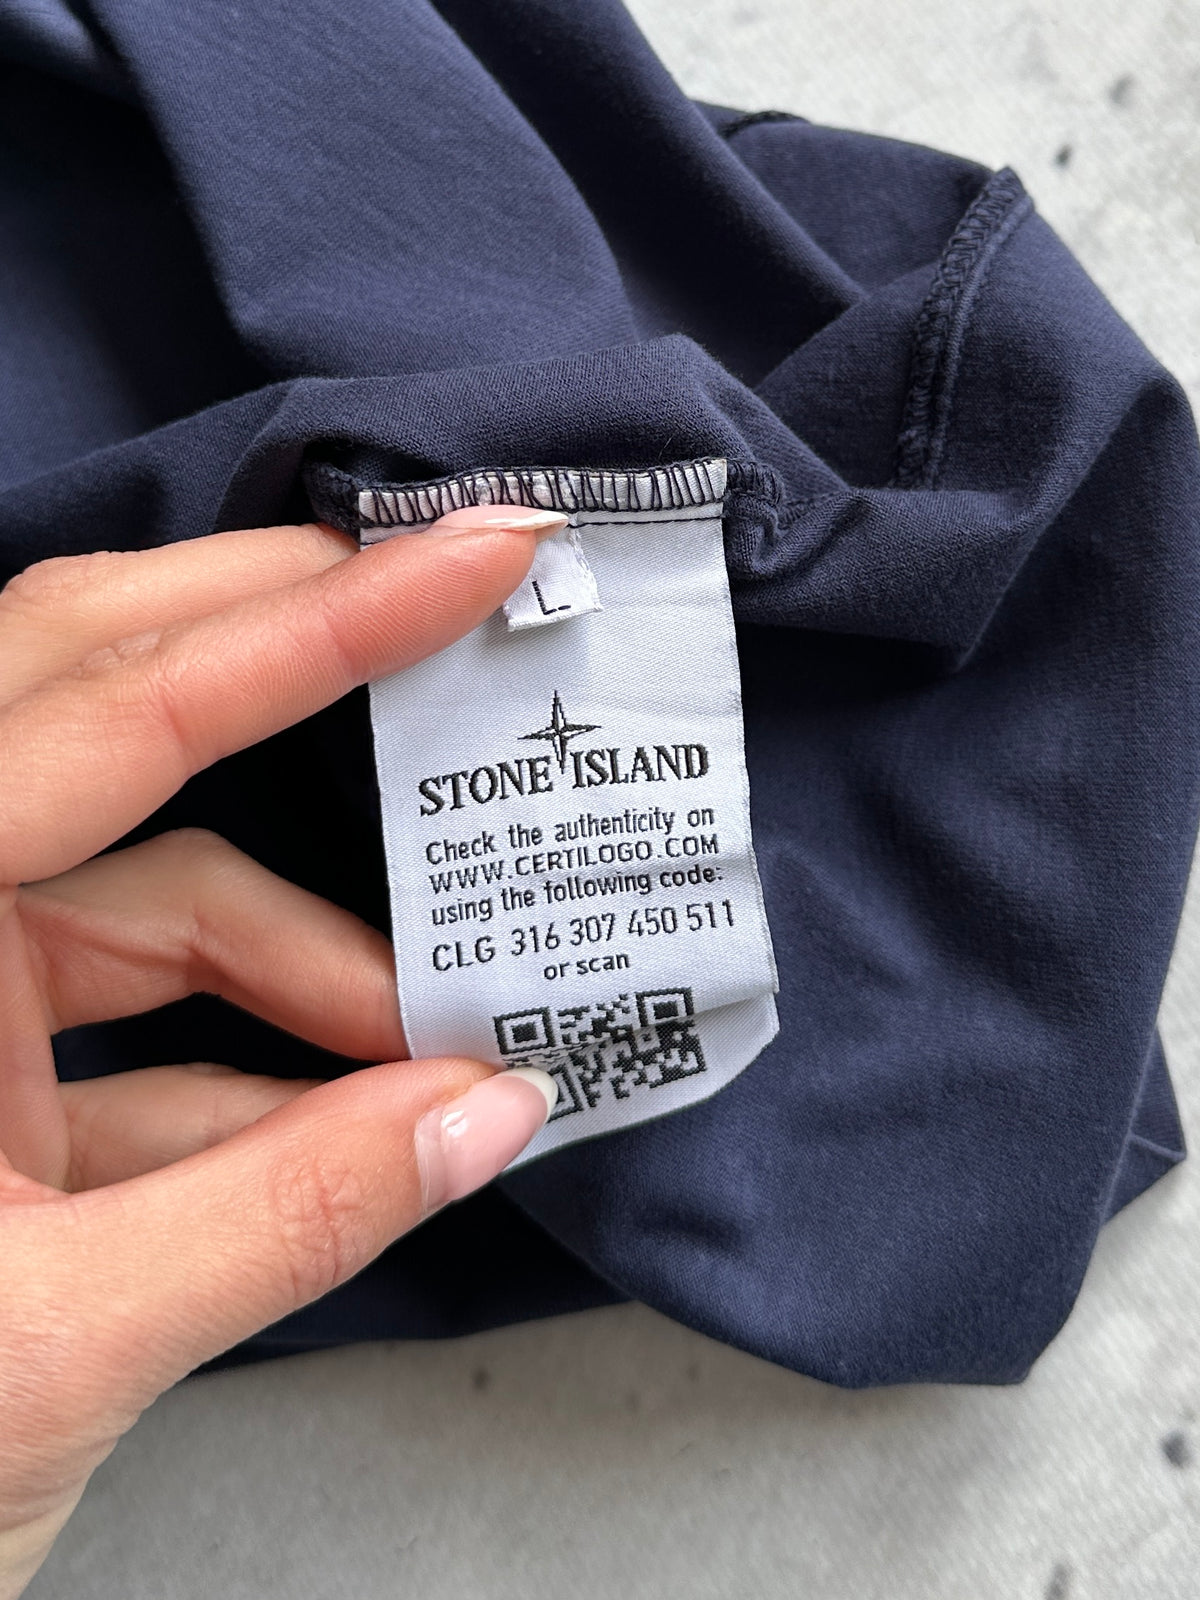 L
STONE ISLAND
Check the authenticity on
WWW.CERTILOGO.COM
using the following code:
CLG 316 307 450 511
or scan